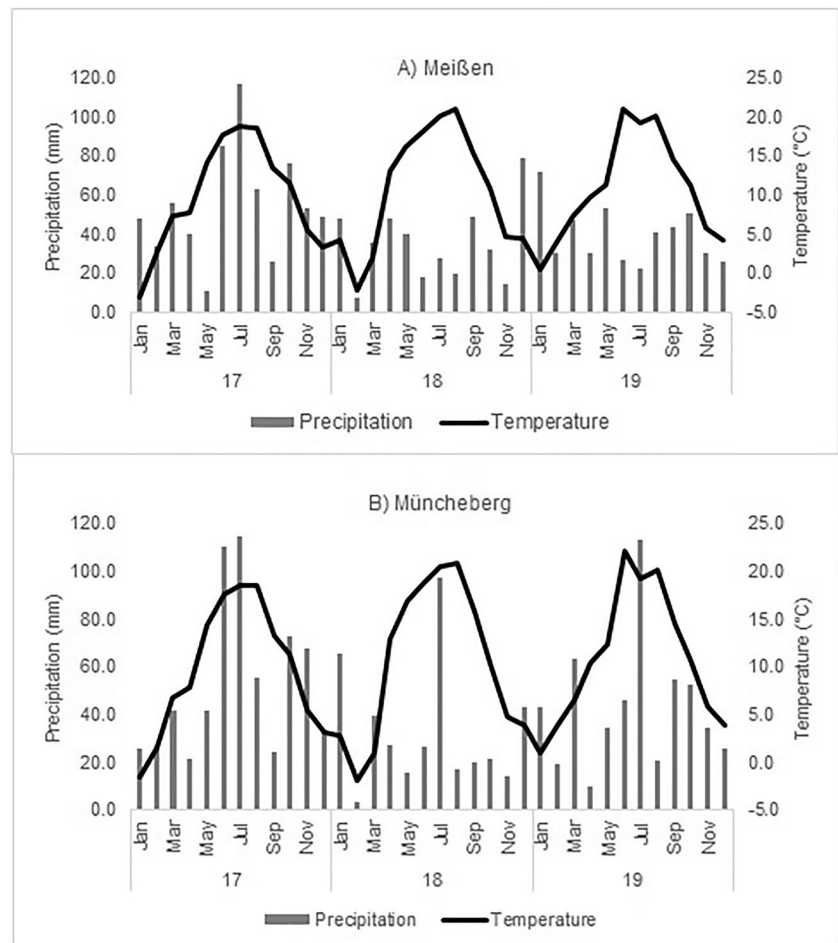 A) Meißen
120.0
100.0
80.0
60.0
40.0
20.0
0.0
Precipitation (mm)
25.0
20.0
15.0
10.0
5.0
0.0
-5.0
Temperature (°C)
Jan Mar May Jul Sep Nov Jan Mar May Jul Sep Nov Jan Mar May Jul Sep Nov
17 18 19
Precipitation Temperature
B) Müncheberg
120.0
100.0
80.0
60.0
40.0
20.0
0.0
Precipitation (mm)
25.0
20.0
15.0
10.0
5.0
0.0
-5.0
Temperature (°C)
Jan Mar May Jul Sep Nov Jan Mar May Jul Sep Nov Jan Mar May Jul Sep Nov
17 18 19
Precipitation Temperature